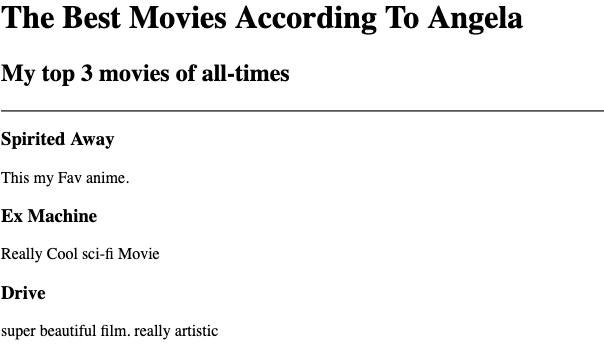 The Best Movies According To Angela
My top 3 movies of all-times
Spirited Away
This my Fav anime.
Ex Machine
Really Cool sci-fi Movie
Drive
super beautiful film. really artistic